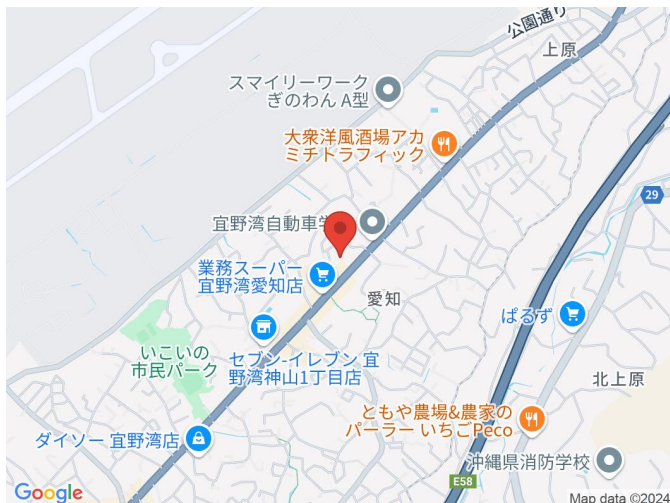 公園通り
上原
スマイリーワーク
ぎのわん A型
大衆洋風酒場アカ
ミチトラフィック
29
宜野湾自動車学
業務スーパー
宜野湾愛知店
愛知
ぱるず
いこいの
市民パーク
セブン-イレブン 宜
野湾神山1丁目店
北上原
ともや農場&農家の
パーラー いちごPeco
ダイソー 宜野湾店
沖縄県消防学校
E58
Google
Map data ©2024